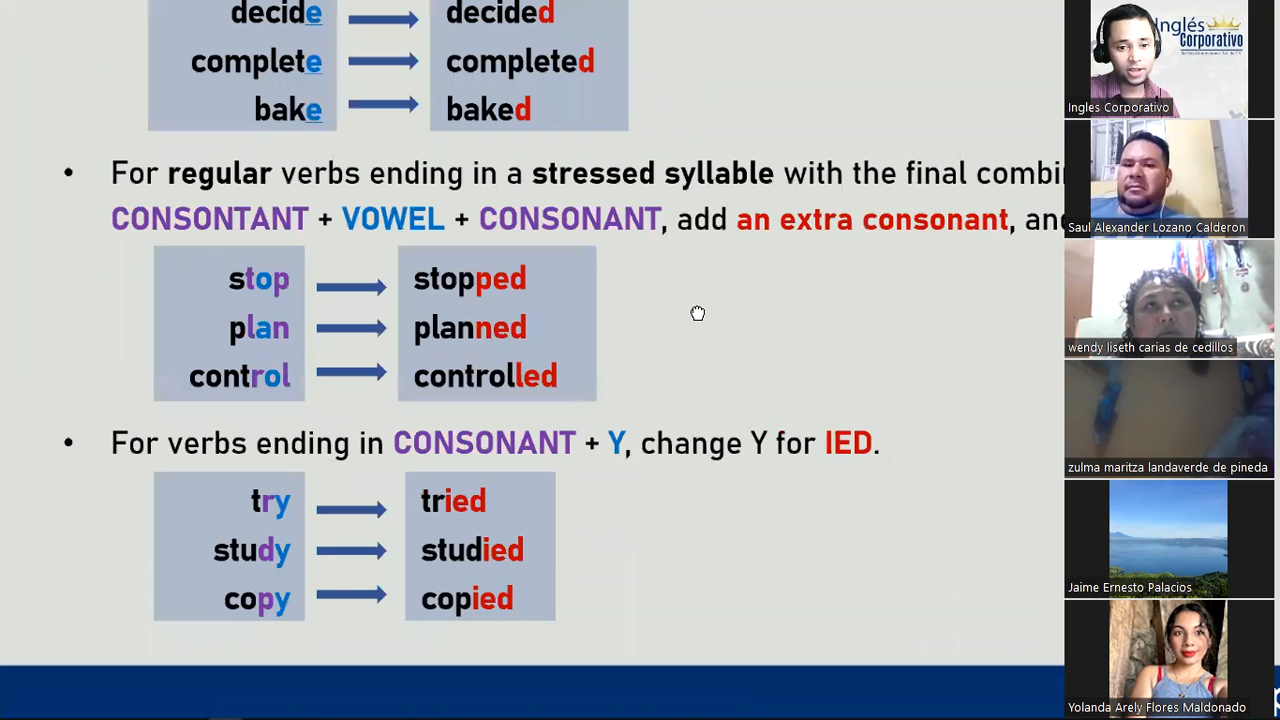 decide
decided
complete
completed
bake
baked
• For regular verbs ending in a stressed syllable with the final
CONSONTANT + VOWEL + CONSONANT, add an extra consonant,
stop
stopped
plan
planned
control
controlled
• For verbs ending in CONSONANT + Y, change Y for IED.
try
tried
study
studied
copy
copied
Inglés
Corporativo
Ingles Corporativo
Saul Alexander Lozano Calderon
wendy liseth carias de cedillos
zulma maritza landaverde de pineda
Jaime Ernesto Palacios
Yolanda Arely Flores Maldonado